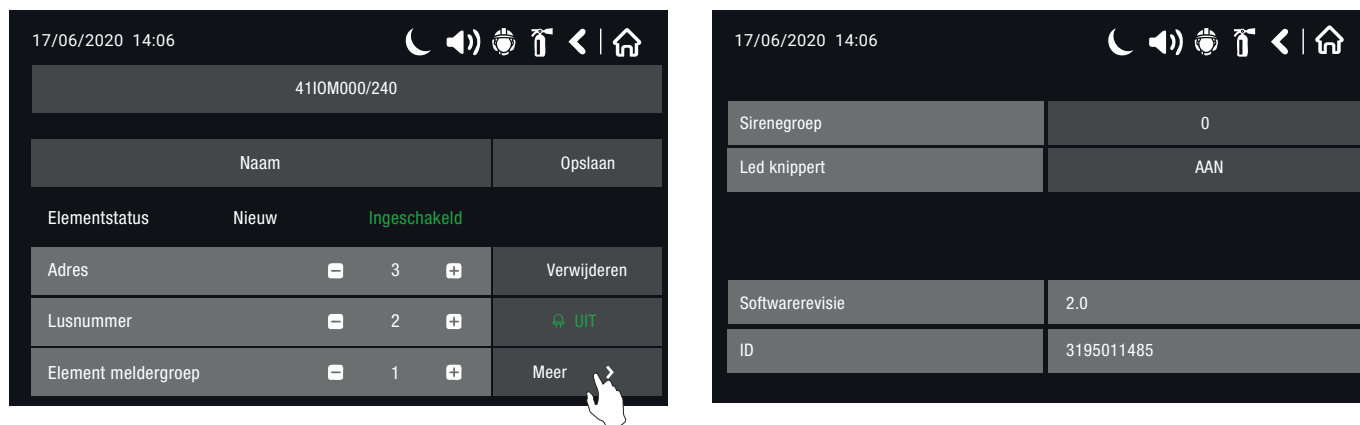 17/06/2020 14:06
41IOM000/240
Naam Opslaan
Elementstatus Nieuw Ingeschakeld
Adres 3 Verwijderen
Lusnummer 2 UIT
Element meldergroep 1 Meer
17/06/2020 14:06
Sirenegroep 0
Led knippert AAN
Softwarerevisie 2.0
ID 3195011485